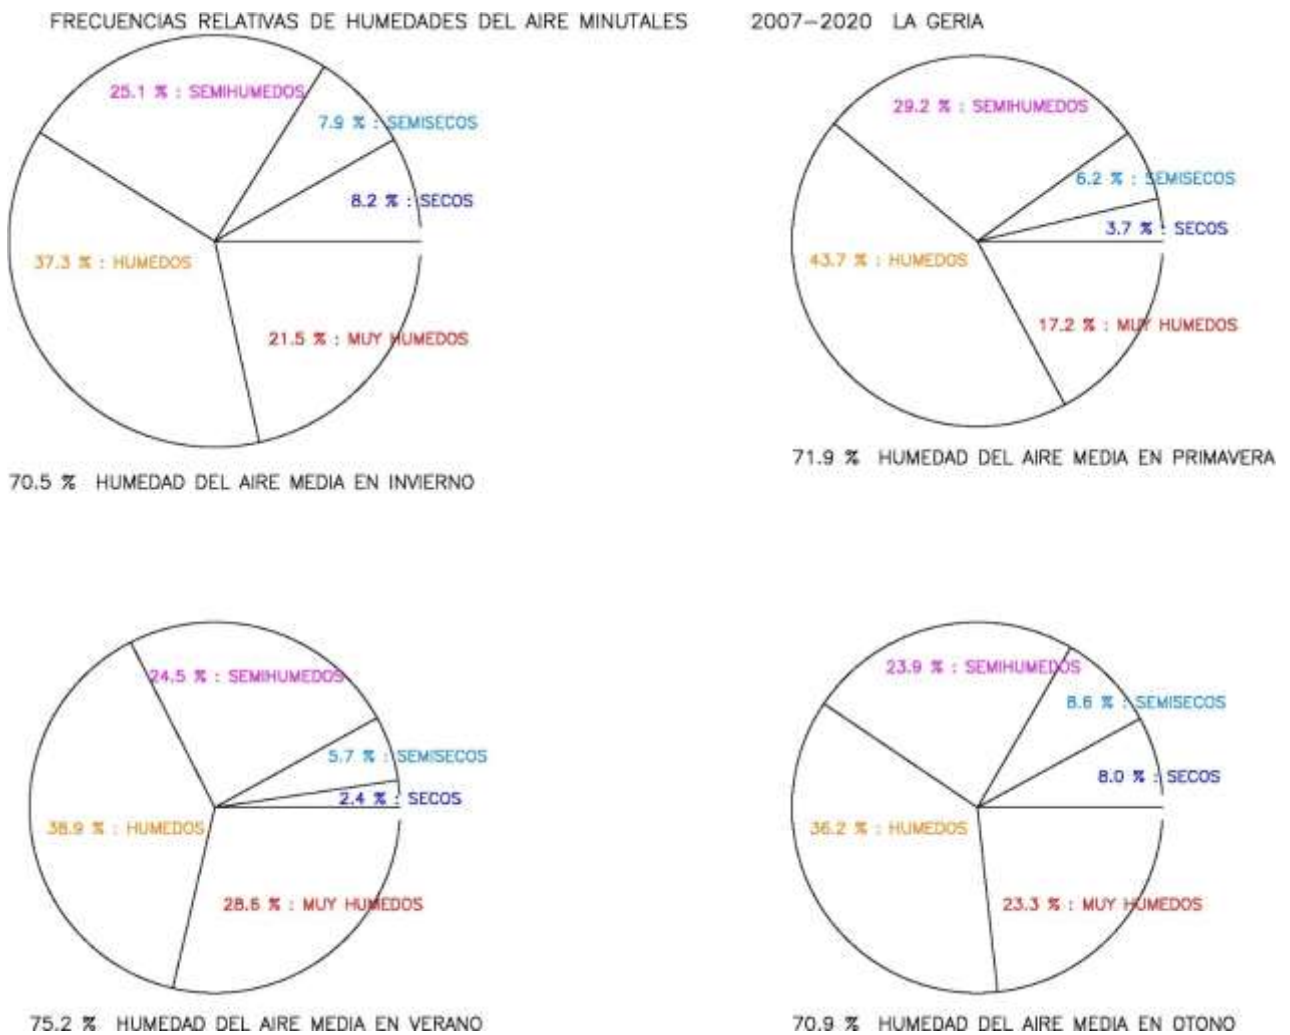 FRECUENCIAS RELATIVAS DE HUMEDADES DEL AIRE MINUTALES 2007-2020 LA GERIA
25.1 % : SEMIHUMEDOS
7.9 % : SEMISECOS
8.2 % : SECOS
37.3 % : HUMEDOS
21.5 % : MUY HUMEDOS
70.5 % HUMEDAD DEL AIRE MEDIA EN INVIERNO
29.2 % : SEMIHUMEDOS
6.2 % : SEMISECOS
3.7 % : SECOS
43.7 % : HUMEDOS
17.2 % : MUY HUMEDOS
71.9 % HUMEDAD DEL AIRE MEDIA EN PRIMAVERA
24.5 % : SEMIHUMEDOS
5.7 % : SEMISECOS
2.4 % : SECOS
38.9 % : HUMEDOS
28.6 % : MUY HUMEDOS
75.2 % HUMEDAD DEL AIRE MEDIA EN VERANO
23.9 % : SEMIHUMEDOS
8.6 % : SEMISECOS
8.0 % : SECOS
36.2 % : HUMEDOS
23.3 % : MUY HUMEDOS
70.9 % HUMEDAD DEL AIRE MEDIA EN OTONO